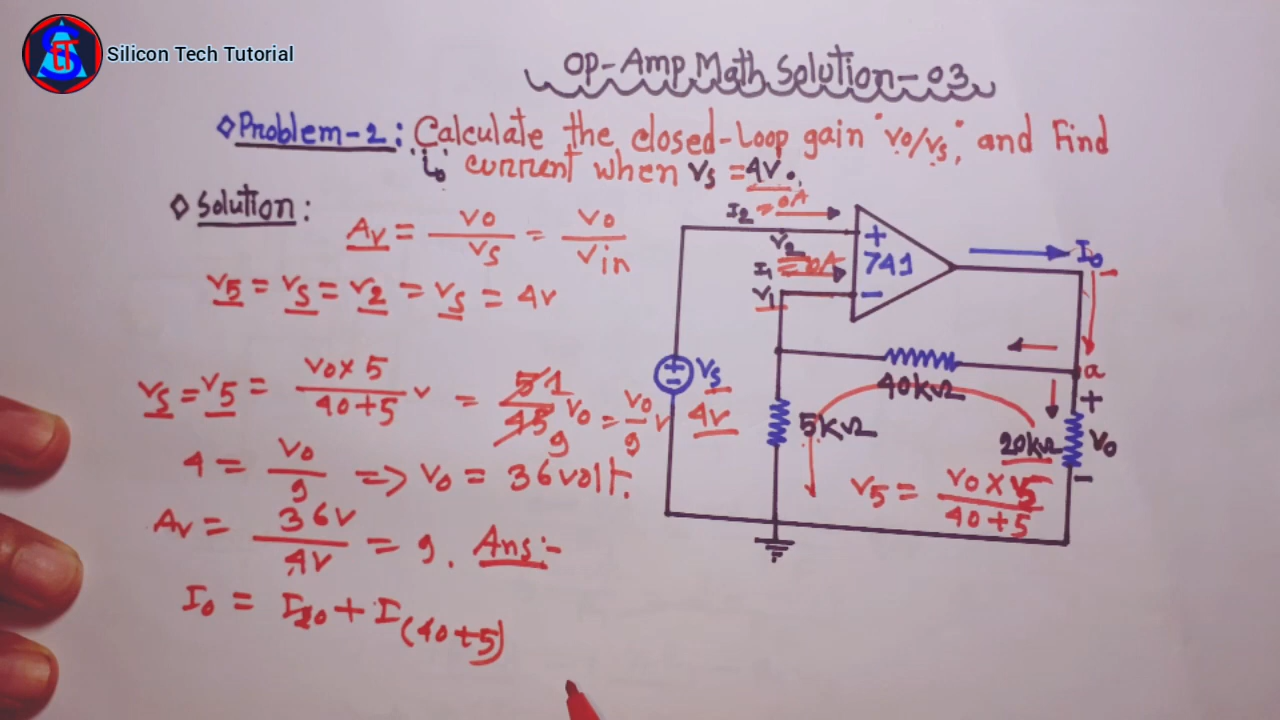 Silicon Tech Tutorial
Op-Amp Math Solution-03
◇Problem-2: Calculate the closed-Loop gain "vo/vs", and Find
↳ current when Vs = 4V.
◇ Solution:
Av = vo/vs = vo/vin
v5 = vs = v2 = vs = 4v
vs = v5 = vo×5/40+5 v = 5/45 1/9 vo = vo/9 v
4 = vo/9 => vo = 36 volt.
Av = 36v/4v = 9. Ans:-
Io = I20 + I(40+5)
I2 = 0A
V2
I1 = 0A
V1
+
741
-
Io
a
40kΩ
5kΩ
20kΩ
+
Vo
-
+
-
Vs
4V
v5 = vo×5/40+5